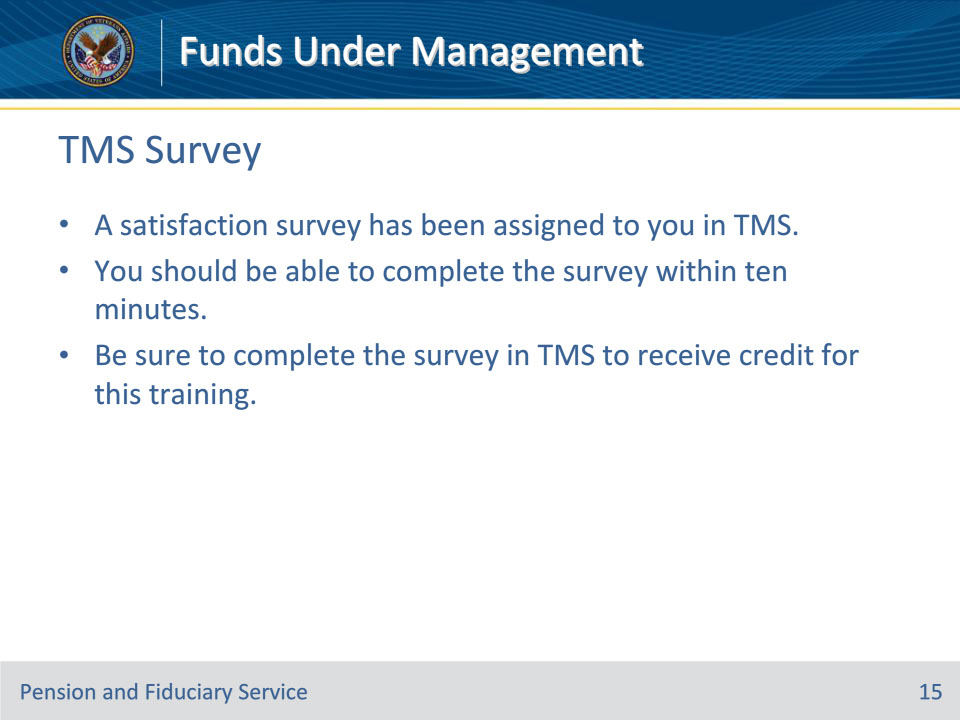 Funds Under Management
TMS Survey
• A satisfaction survey has been assigned to you in TMS.
• You should be able to complete the survey within ten
minutes.
• Be sure to complete the survey in TMS to receive credit for
this training.
Pension and Fiduciary Service
15